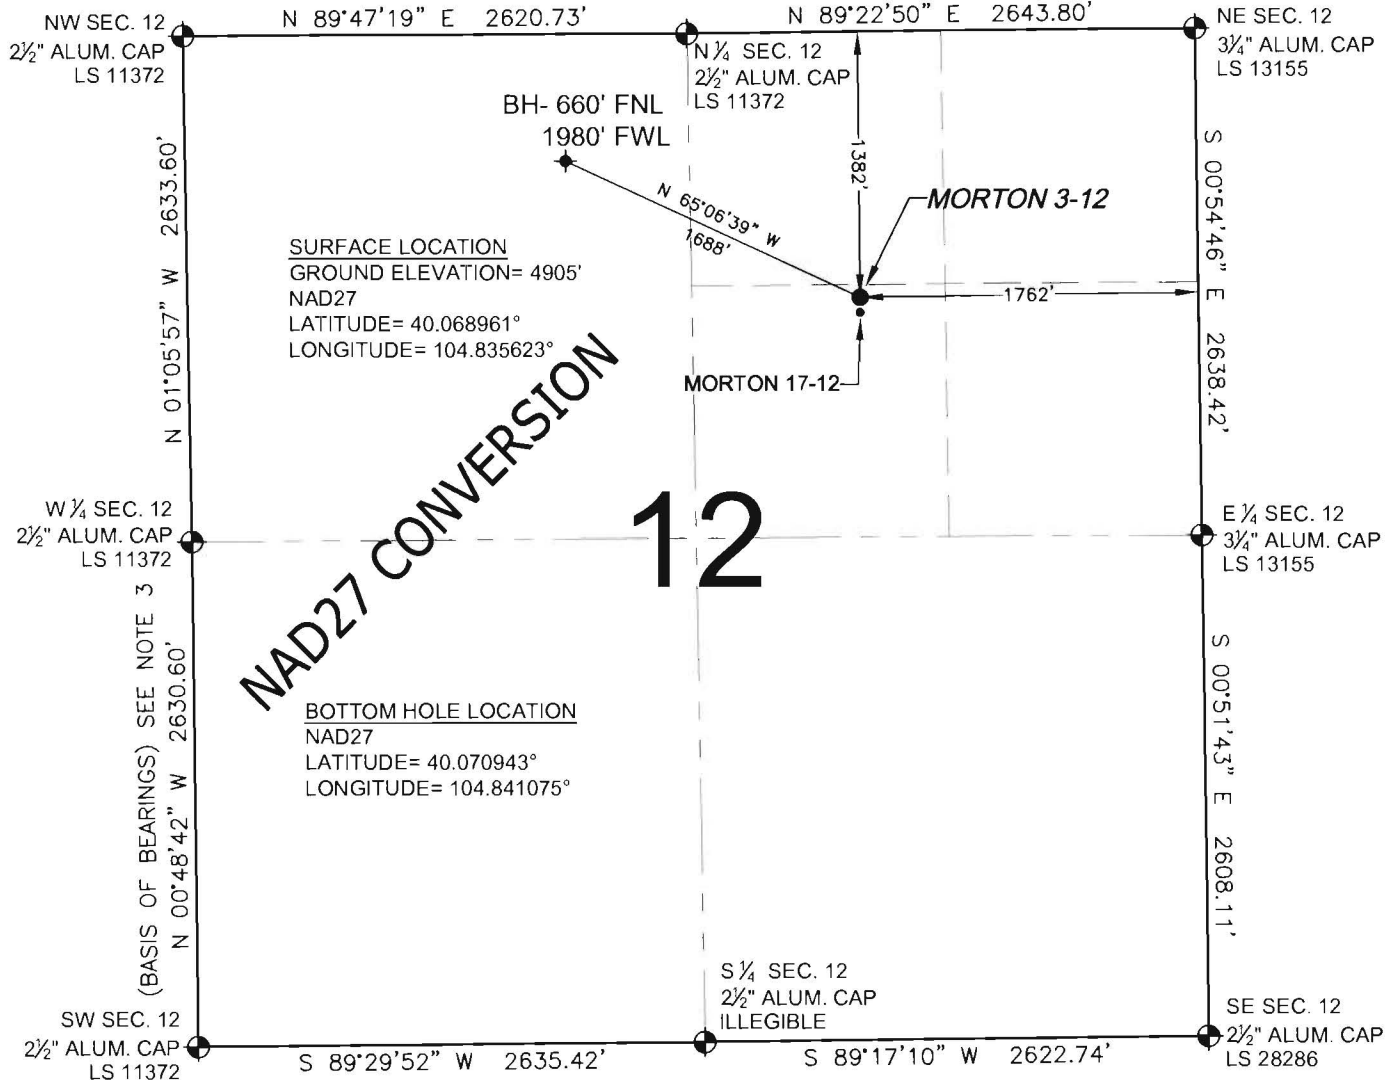 N 89°47'19" E 2620.73'
N 89°22'50" E 2643.80'
NW SEC. 12
2½" ALUM. CAP
LS 11372
N ¼ SEC. 12
2½" ALUM. CAP
LS 11372
NE SEC. 12
3¼" ALUM. CAP
LS 13155
BH- 660' FNL
1980' FWL
N 65°06'39" W
1688'
1382'
MORTON 3-12
1762'
MORTON 17-12
N 01°05'57" W 2633.60'
S 00°54'46" E 2638.42'
SURFACE LOCATION
GROUND ELEVATION= 4905'
NAD27
LATITUDE= 40.068961°
LONGITUDE= 104.835623°
NAD27 CONVERSION
12
W ¼ SEC. 12
2½" ALUM. CAP
LS 11372
E ¼ SEC. 12
3¼" ALUM. CAP
LS 13155
(BASIS OF BEARINGS) SEE NOTE 3
N 00°48'42" W 2630.60'
S 00°51'43" E 2608.11'
BOTTOM HOLE LOCATION
NAD27
LATITUDE= 40.070943°
LONGITUDE= 104.841075°
SW SEC. 12
2½" ALUM. CAP
LS 11372
S ¼ SEC. 12
2½" ALUM. CAP
ILLEGIBLE
SE SEC. 12
2½" ALUM. CAP
LS 28286
S 89°29'52" W 2635.42'
S 89°17'10" W 2622.74'